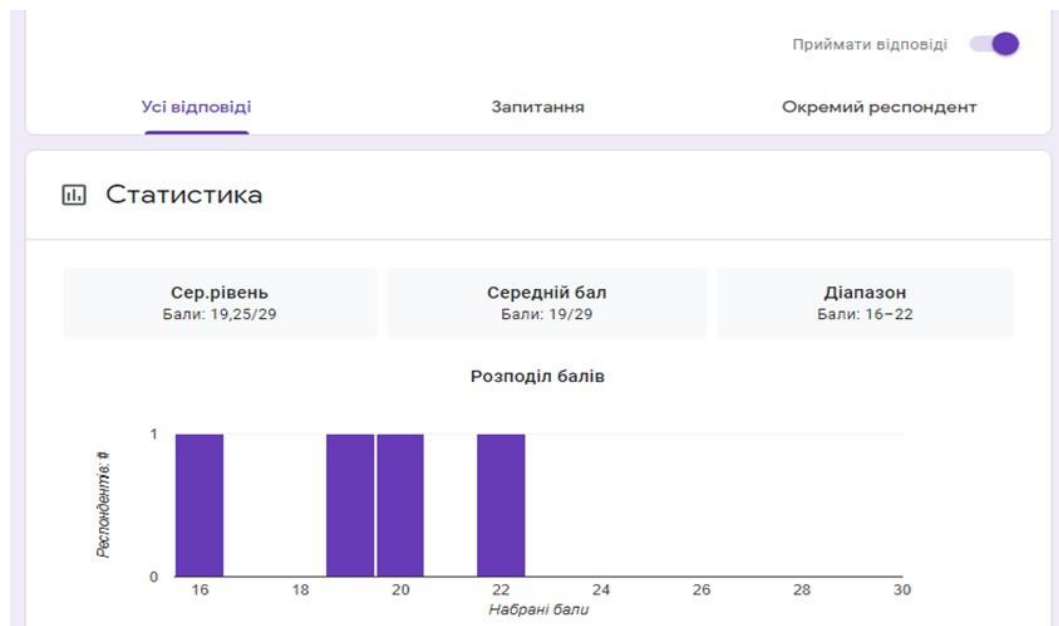 Приймати відповіді
Усі відповіді Запитання Окремий респондент
Статистика
Сер.рівень Середній бал Діапазон
Бали: 19,25/29 Бали: 19/29 Бали: 16–22
Розподіл балів
Респондентів: #
1
0
16 18 20 22 24 26 28 30
Набрані бали